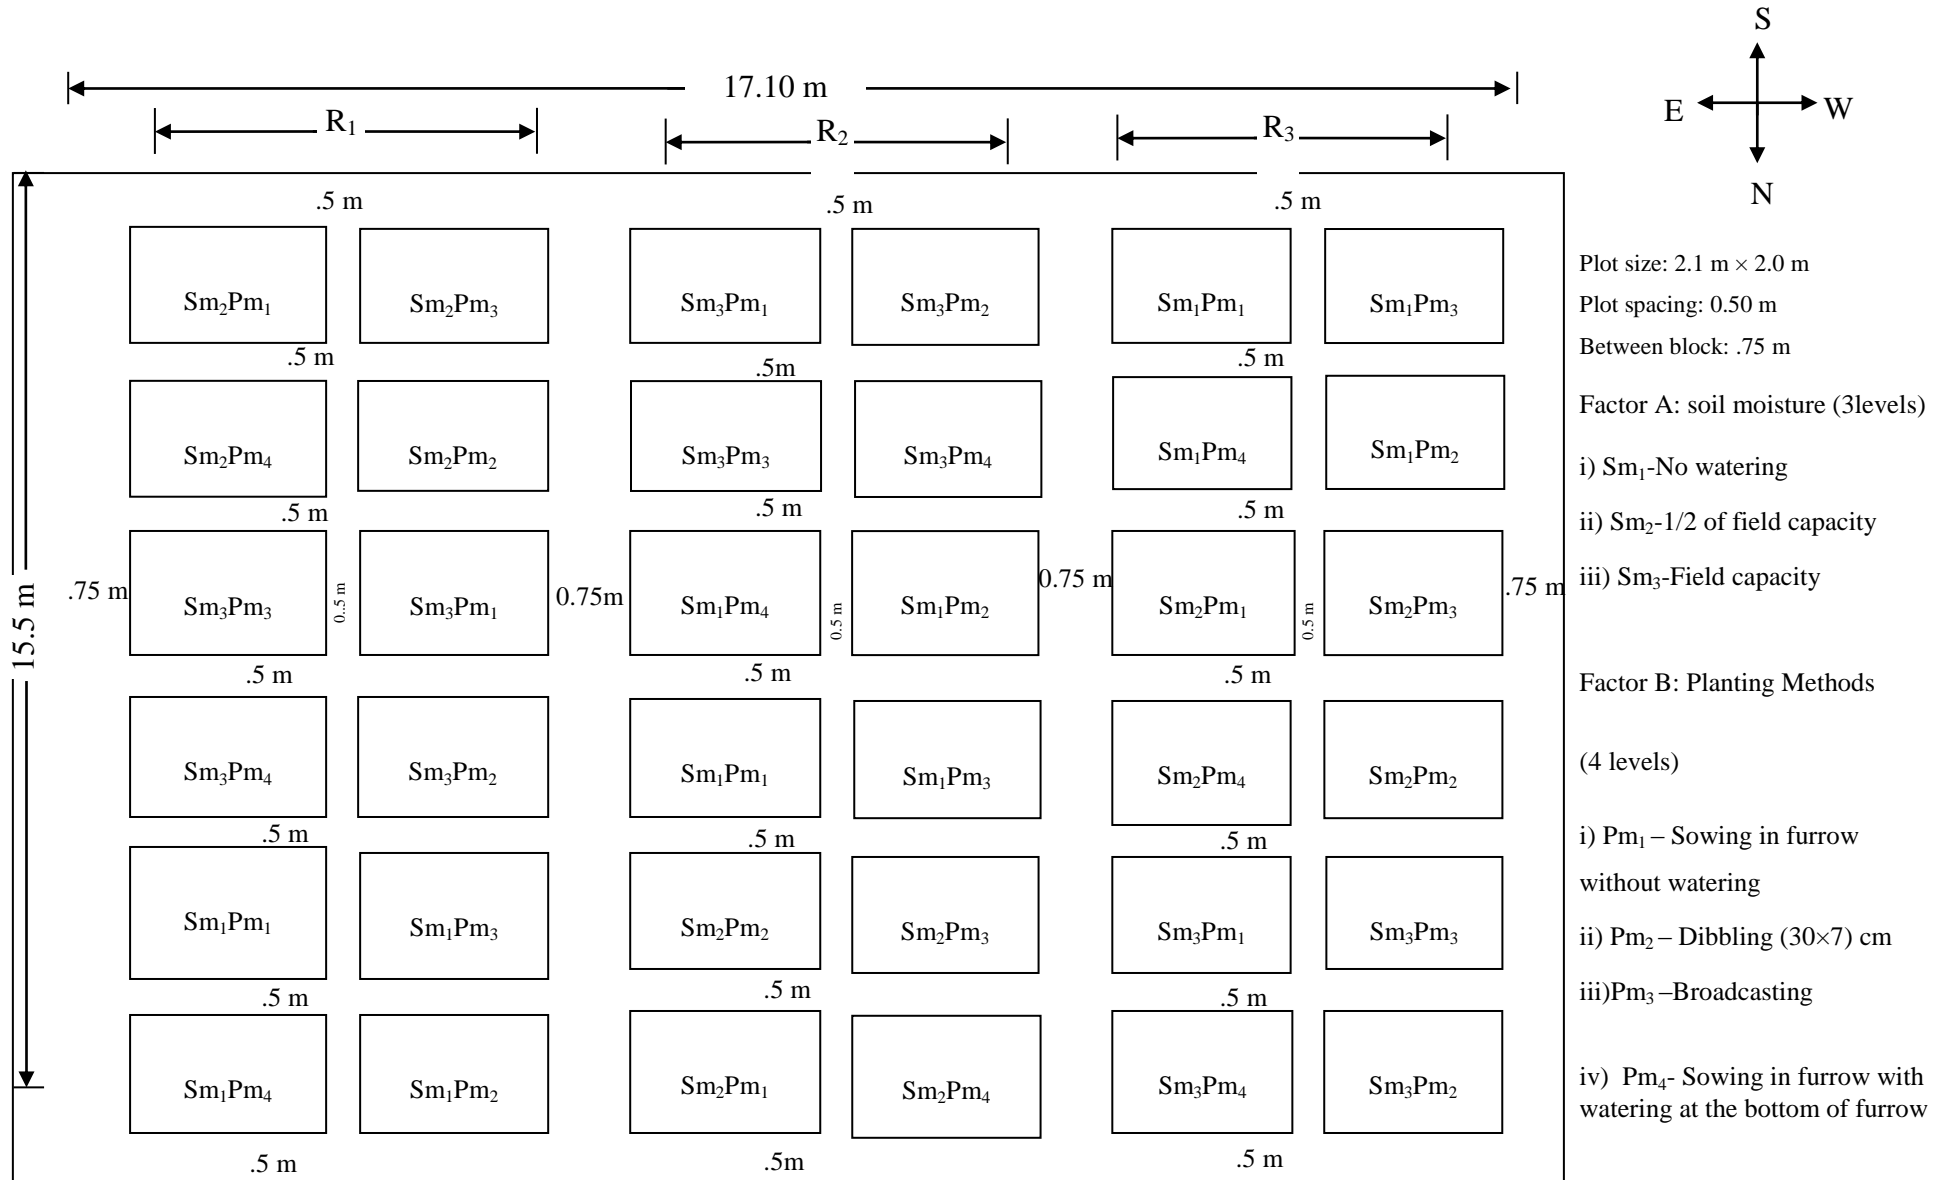 S
17.10 m
E W
R₁ R₂ R₃
N
.5 m .5 m .5 m
Sm₂Pm₁ Sm₂Pm₃ Sm₃Pm₁ Sm₃Pm₂ Sm₁Pm₁ Sm₁Pm₃
.5 m .5m .5 m
Sm₂Pm₄ Sm₂Pm₂ Sm₃Pm₃ Sm₃Pm₄ Sm₁Pm₄ Sm₁Pm₂
.5 m .5 m .5 m
.75 m Sm₃Pm₃ 0..5 m Sm₃Pm₁ 0.75m Sm₁Pm₄ 0.5 m Sm₁Pm₂ 0.75 m Sm₂Pm₁ 0.5 m Sm₂Pm₃ .75 m
15.5 m
.5 m .5 m .5 m
Sm₃Pm₄ Sm₃Pm₂ Sm₁Pm₁ Sm₁Pm₃ Sm₂Pm₄ Sm₂Pm₂
.5 m .5 m .5 m
Sm₁Pm₁ Sm₁Pm₃ Sm₂Pm₂ Sm₂Pm₃ Sm₃Pm₁ Sm₃Pm₃
.5 m .5 m .5 m
Sm₁Pm₄ Sm₁Pm₂ Sm₂Pm₁ Sm₂Pm₄ Sm₃Pm₄ Sm₃Pm₂
.5 m .5m .5 m
Plot size: 2.1 m × 2.0 m
Plot spacing: 0.50 m
Between block: .75 m
Factor A: soil moisture (3levels)
i) Sm₁-No watering
ii) Sm₂-1/2 of field capacity
iii) Sm₃-Field capacity
Factor B: Planting Methods
(4 levels)
i) Pm₁ – Sowing in furrow
without watering
ii) Pm₂ – Dibbling (30×7) cm
iii)Pm₃ –Broadcasting
iv) Pm₄- Sowing in furrow with
watering at the bottom of furrow